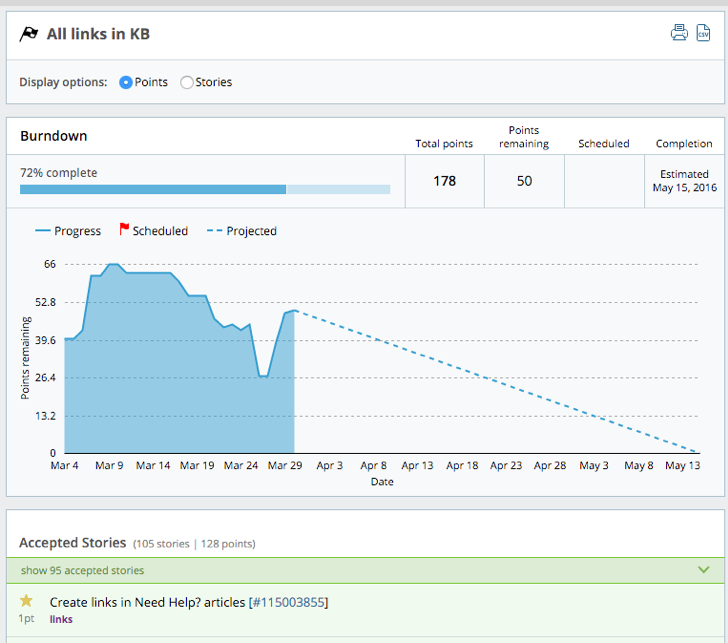 All links in KB
CSV
Display options: Points Stories
Burndown
Total points
Points remaining
Scheduled
Completion
72% complete
178
50
Estimated May 15, 2016
Progress Scheduled Projected
66
52.8
39.6
26.4
13.2
0
Points remaining
Mar 4 Mar 9 Mar 14 Mar 19 Mar 24 Mar 29 Apr 3 Apr 8 Apr 13 Apr 18 Apr 23 Apr 28 May 3 May 8 May 13
Date
Accepted Stories (105 stories | 128 points)
show 95 accepted stories
Create links in Need Help? articles [#115003855]
1pt links